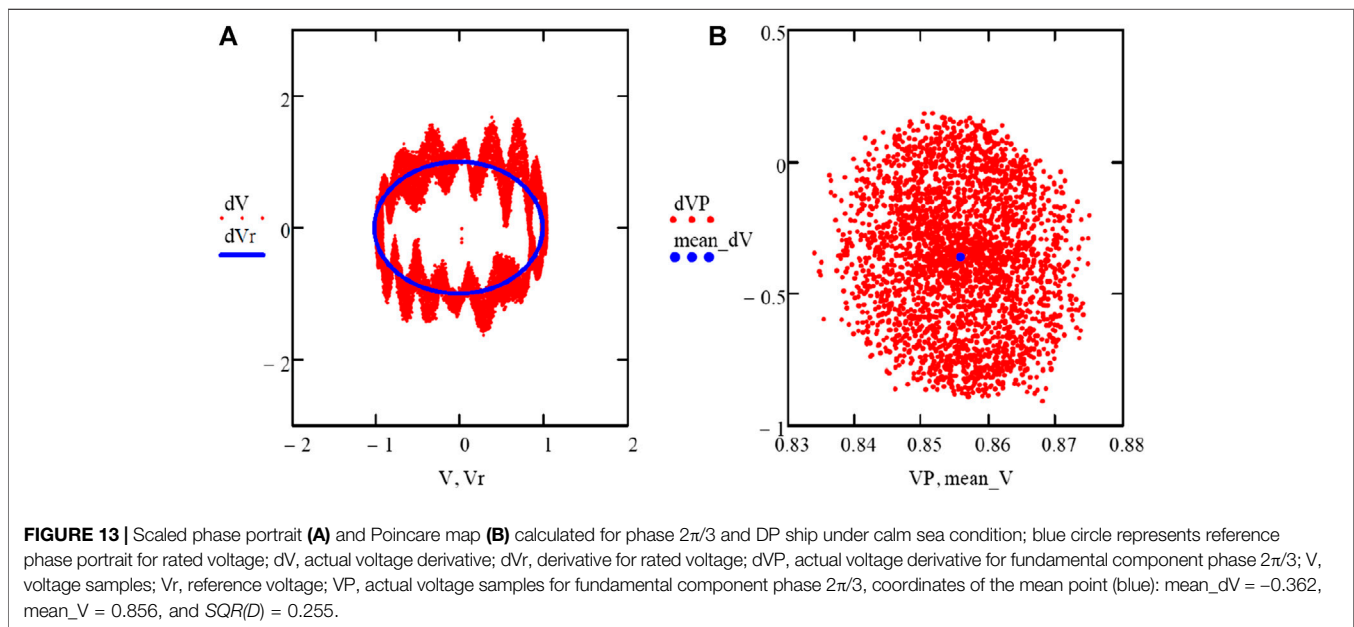 A
B
2
0
− 2
dV
dVr
− 2
− 1
0
1
2
V, Vr
0.5
0
− 0.5
− 1
dVP
mean_dV
0.83
0.84
0.85
0.86
0.87
0.88
VP, mean_V
FIGURE 13 | Scaled phase portrait (A) and Poincare map (B) calculated for phase 2π/3 and DP ship under calm sea condition; blue circle represents reference
phase portrait for rated voltage; dV, actual voltage derivative; dVr, derivative for rated voltage; dVP, actual voltage derivative for fundamental component phase 2π/3; V,
voltage samples; Vr, reference voltage; VP, actual voltage samples for fundamental component phase 2π/3, coordinates of the mean point (blue): mean_dV = −0.362,
mean_V = 0.856, and SQR(D) = 0.255.